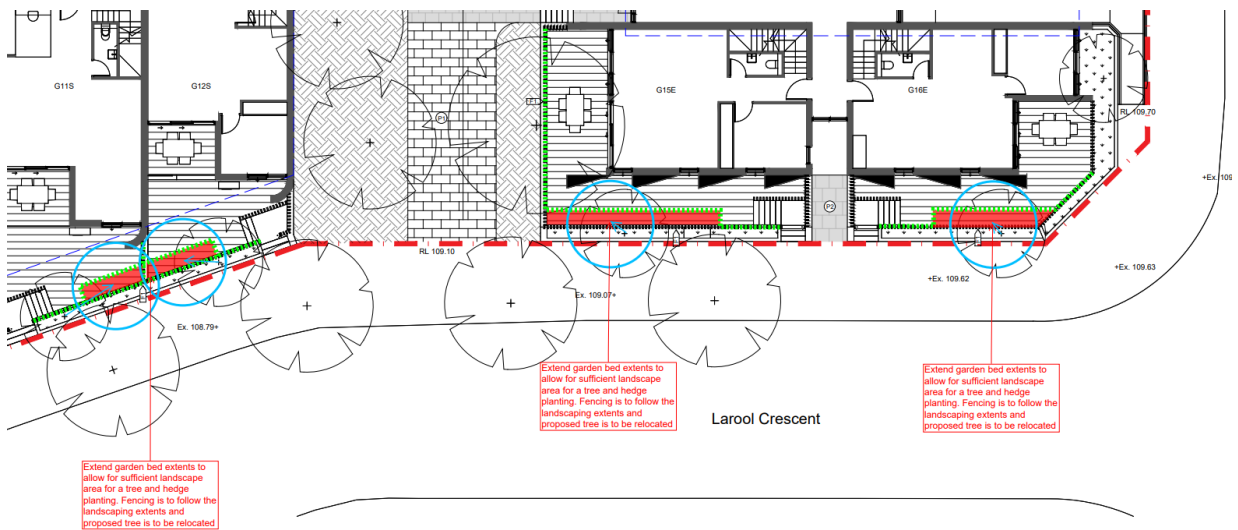 G11S
G12S
G15E
G16E
P1
P2
RL 109.70
+Ex. 109
RL 109.10
+Ex. 109.62
+Ex. 109.63
Ex. 109.07+
Ex. 108.79+
Extend garden bed extents to
allow for sufficient landscape
area for a tree and hedge
planting. Fencing is to follow the
landscaping extents and
proposed tree is to be relocated
Extend garden bed extents to
allow for sufficient landscape
area for a tree and hedge
planting. Fencing is to follow the
landscaping extents and
proposed tree is to be relocated
Larool Crescent
Extend garden bed extents to
allow for sufficient landscape
area for a tree and hedge
planting. Fencing is to follow the
landscaping extents and
proposed tree is to be relocated